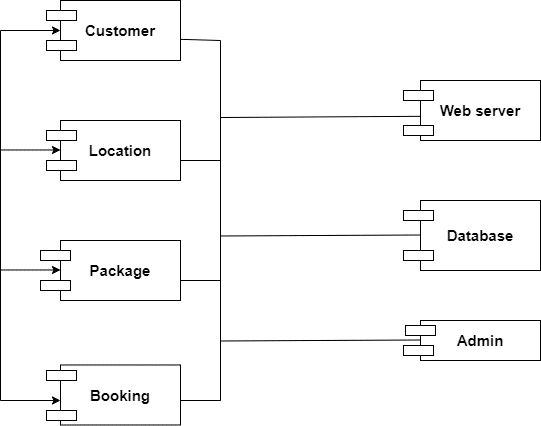 Customer
Location
Package
Booking
Web server
Database
Admin